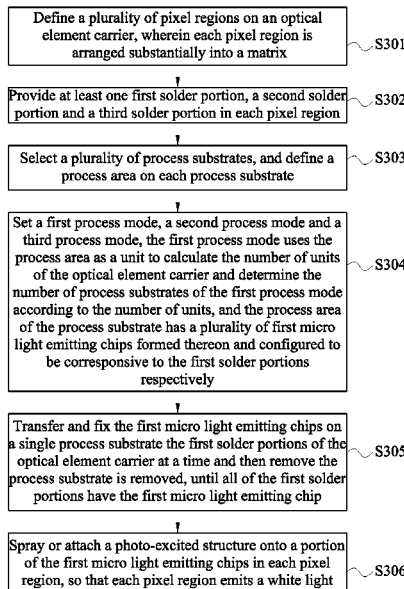 Define a plurality of pixel regions on an optical
element carrier, wherein each pixel region is
arranged substantially into a matrix
S301
Provide at least one first solder portion, a second solder
portion and a third solder portion in each pixel region
S302
Select a plurality of process substrates, and define a
process area on each process substrate
S303
Set a first process mode, a second process mode and a
third process mode, the first process mode uses the
process area as a unit to calculate the number of units
of the optical element carrier and determine the
number of process substrates of the first process mode
according to the number of units, and the process area
of the process substrate has a plurality of first micro
light emitting chips formed thereon and configured to
be corresponsive to the first solder portions
respectively
S304
Transfer and fix the first micro light emitting chips on
a single process substrate the first solder portions of the
optical element carrier at a time and then remove the
process substrate is removed, until all of the first solder
portions have the first micro light emitting chip
S305
Spray or attach a photo-excited structure onto a portion
of the first micro light emitting chips in each pixel
region, so that each pixel region emits a white light
S306